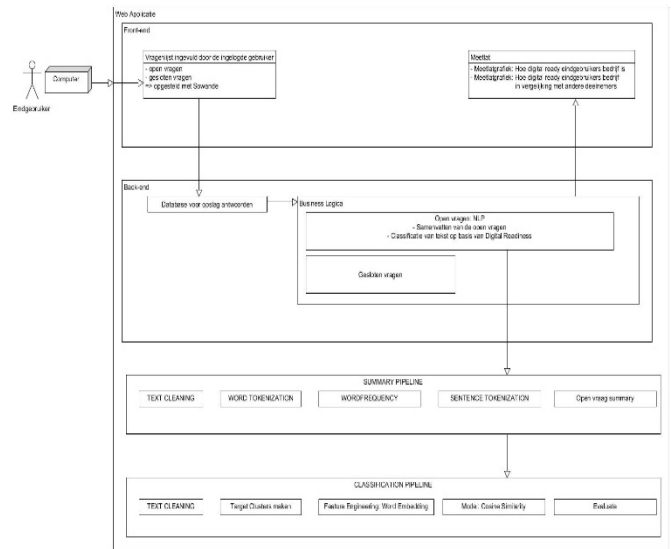 Web Applicatie
Front-end
Vragenlijst ingevuld door de ingelogde gebruiker
- open vragen
- gesloten vragen
=> opgesteld met Sowande
Meetlat
- Meetlatgrafiek: Hoe digital ready eindgebruikers bedrijf is
- Meetlatgrafiek: Hoe digital ready eindgebruikers bedrijf
in vergelijking met andere deelnemers
Computer
Eindgebruiker
Back-end
Database voor opslag antwoorden
Business Logica
Open vragen: NLP
- Samenvatten van de open vragen
- Classificatie van tekst op basis van Digital Readiness
Gesloten vragen
SUMMARY PIPELINE
TEXT CLEANING
WORD TOKENIZATION
WORDFREQUENCY
SENTENCE TOKENIZATION
Open vraag summary
CLASSIFICATION PIPELINE
TEXT CLEANING
Target Clusters maken
Feature Engineering: Word Embedding
Model: Cosine Similarity
Evaluate